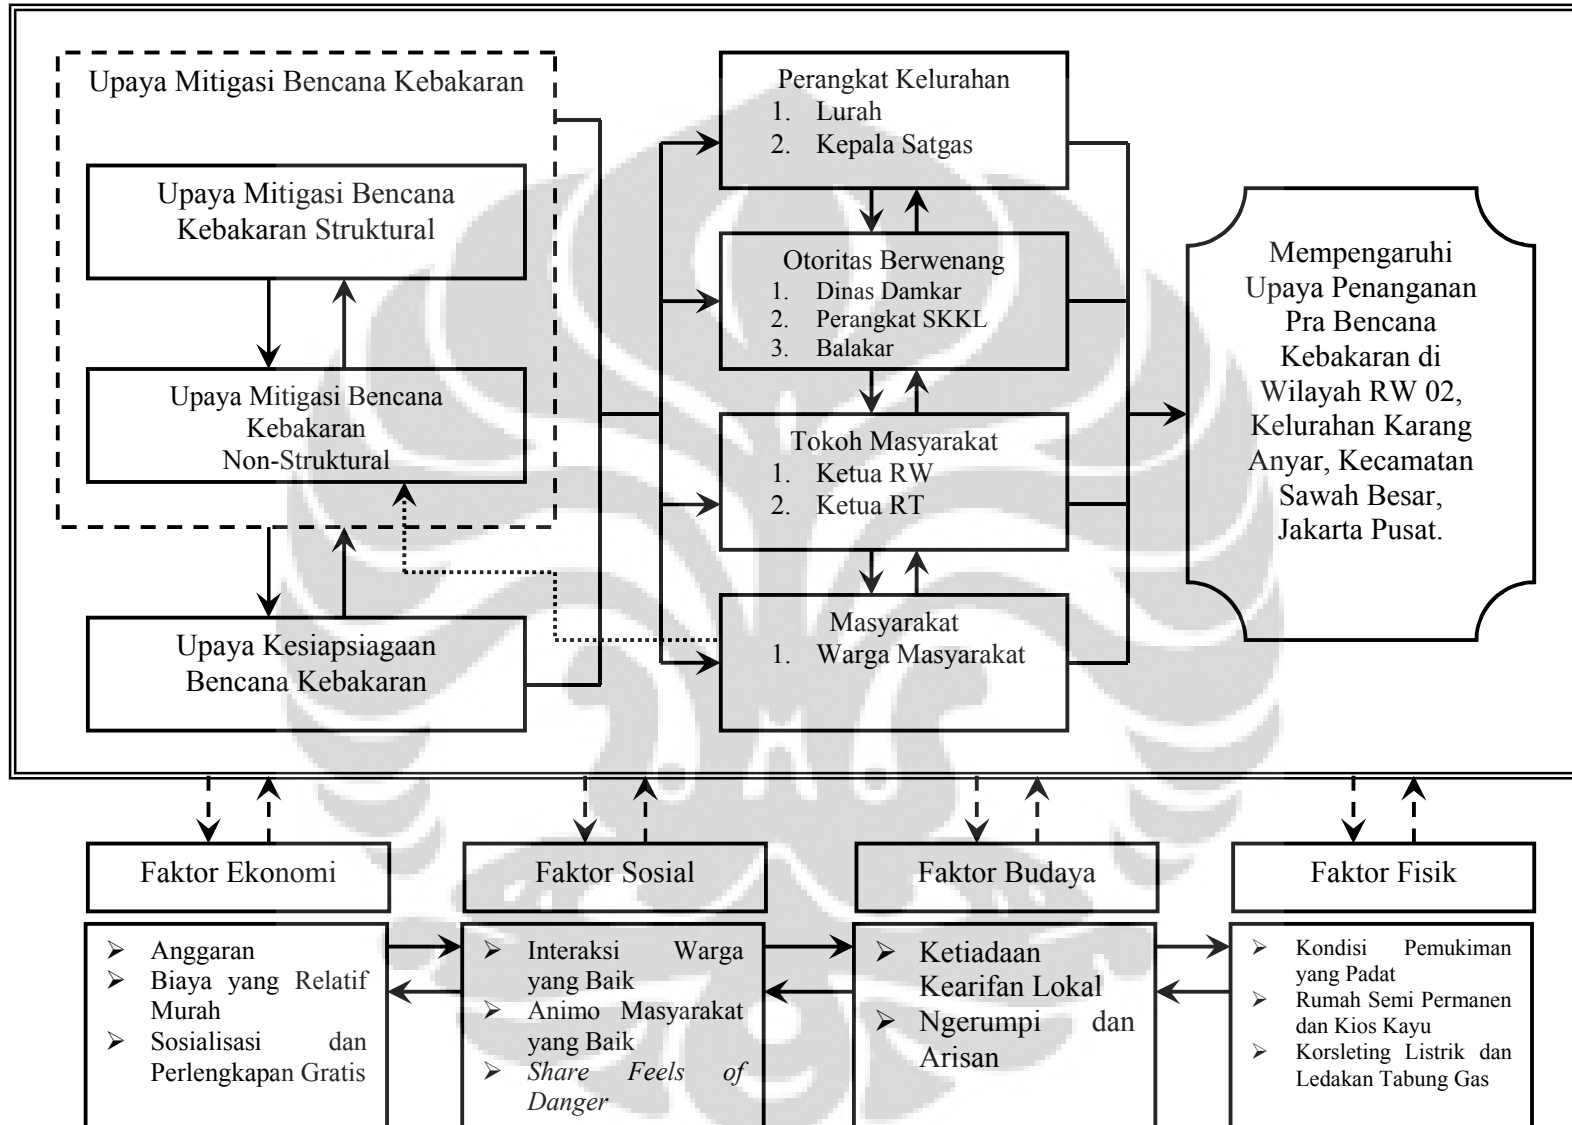 Upaya Mitigasi Bencana Kebakaran
Upaya Mitigasi Bencana
Kebakaran Struktural
Upaya Mitigasi Bencana
Kebakaran
Non-Struktural
Upaya Kesiapsiagaan
Bencana Kebakaran
Perangkat Kelurahan
1. Lurah
2. Kepala Satgas
Otoritas Berwenang
1. Dinas Damkar
2. Perangkat SKKL
3. Balakar
Tokoh Masyarakat
1. Ketua RW
2. Ketua RT
Masyarakat
1. Warga Masyarakat
Mempengaruhi
Upaya Penanganan
Pra Bencana
Kebakaran di
Wilayah RW 02,
Kelurahan Karang
Anyar, Kecamatan
Sawah Besar,
Jakarta Pusat.
Faktor Ekonomi
➢ Anggaran
➢ Biaya yang Relatif
Murah
➢ Sosialisasi dan
Perlengkapan Gratis
Faktor Sosial
➢ Interaksi Warga
yang Baik
➢ Animo Masyarakat
yang Baik
➢ Share Feels of
Danger
Faktor Budaya
➢ Ketiadaan
Kearifan Lokal
➢ Ngerumpi dan
Arisan
Faktor Fisik
➢ Kondisi Pemukiman
yang Padat
➢ Rumah Semi Permanen
dan Kios Kayu
➢ Korsleting Listrik dan
Ledakan Tabung Gas